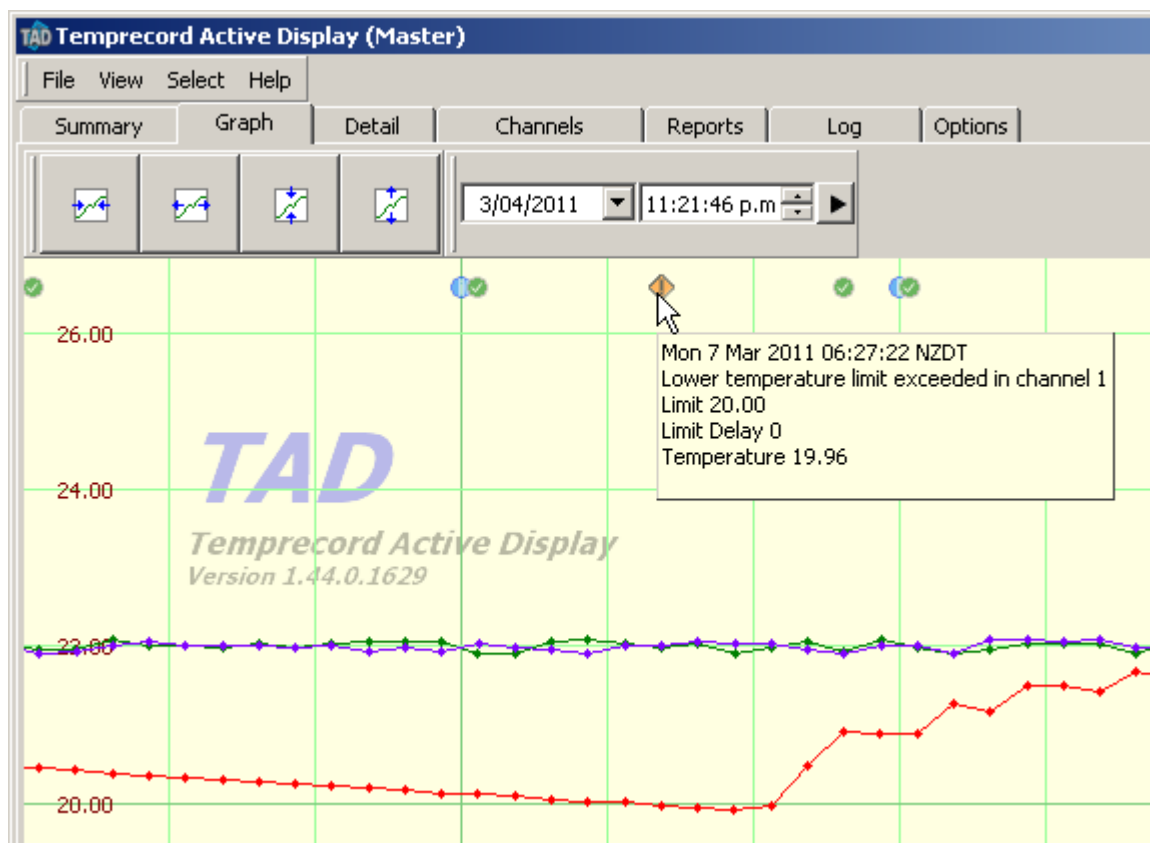 TAD Temprecord Active Display (Master)
File View Select Help
Summary Graph Detail Channels Reports Log Options
3/04/2011 11:21:46 p.m
26.00
Mon 7 Mar 2011 06:27:22 NZDT
Lower temperature limit exceeded in channel 1
Limit 20.00
Limit Delay 0
Temperature 19.96
TAD
24.00
Temprecord Active Display
Version 1.44.0.1629
22.00
20.00